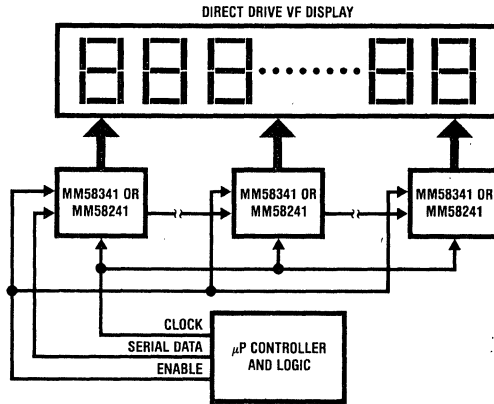 DIRECT DRIVE VF DISPLAY
MM58341 OR
MM58241
MM58341 OR
MM58241
MM58341 OR
MM58241
CLOCK
SERIAL DATA
ENABLE
μP CONTROLLER
AND LOGIC